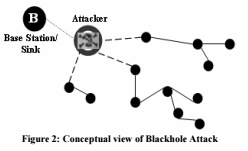 B
Attacker
Base Station/
Sink
Figure 2: Conceptual view of Blackhole Attack